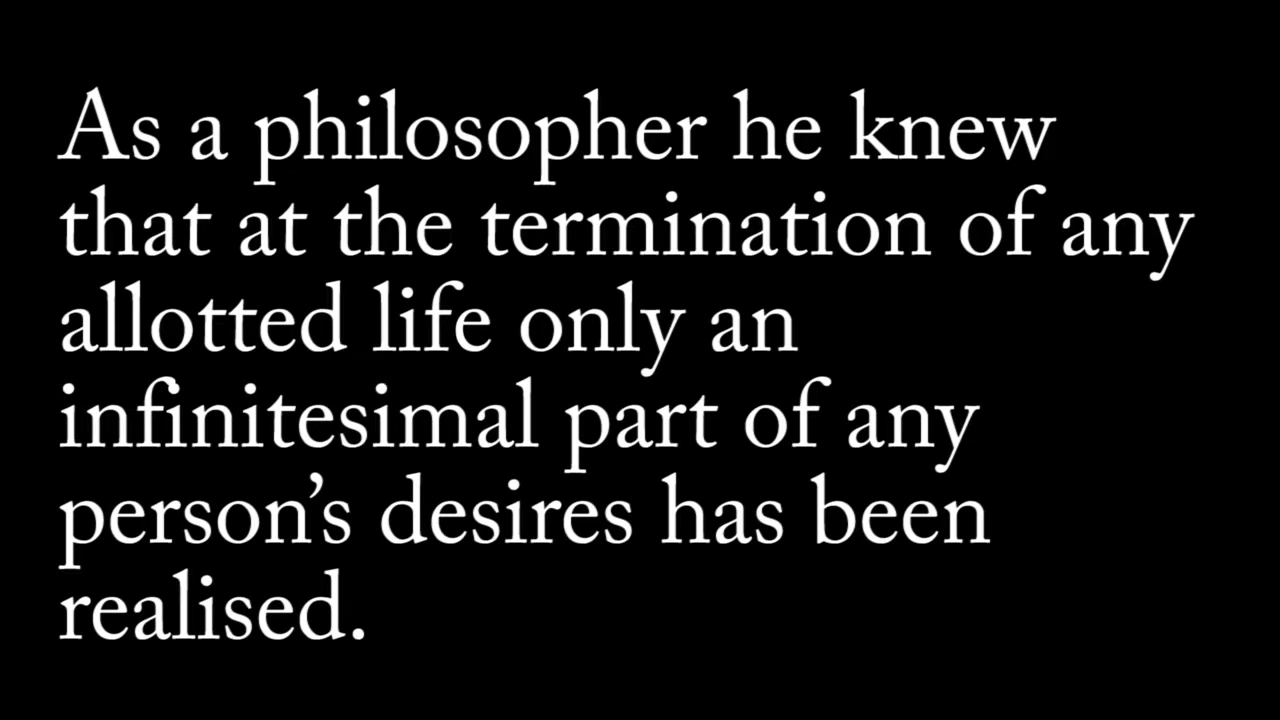 As a philosopher he knew
that at the termination of any
allotted life only an
infinitesimal part of any
person’s desires has been
realised.